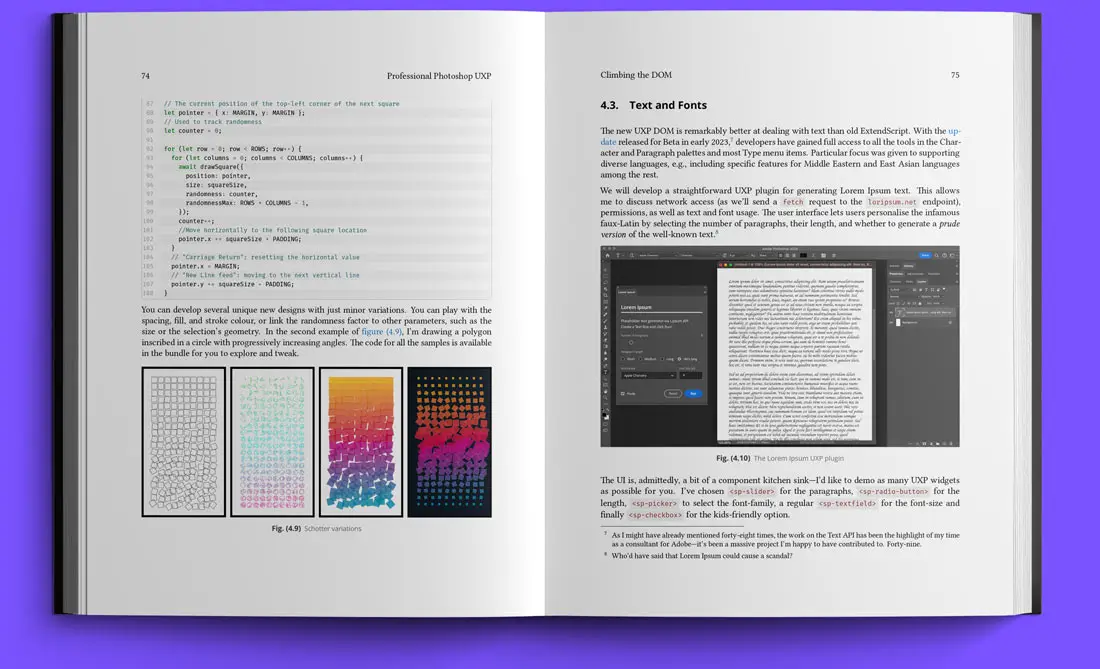 74 Professional Photoshop UXP
87 // The current position of the top-left corner of the next square
88 let pointer = { x: MARGIN, y: MARGIN };
89 // Used to track randomness
90 let counter = 0;
91
92 for (let row = 0; row < ROWS; row++) {
93 for (let columns = 0; columns < COLUMNS; columns++) {
94 await drawSquare({
95 position: pointer,
96 size: squareSize,
97 randomness: counter,
98 randomnessMax: ROWS * COLUMNS - 1,
99 });
100 counter++;
101 //Move horizontally to the following square location
102 pointer.x += squareSize + PADDING;
103 }
104 // "Carriage Return": resetting the horizontal value
105 pointer.x = MARGIN;
106 // "New Line feed": moving to the next vertical line
107 pointer.y += squareSize + PADDING;
108 }
You can develop several unique new designs with just minor variations. You can play with the
spacing, fill, and stroke colour, or link the randomness factor to other parameters, such as the
size or the selection's geometry. In the second example of figure (4.9), I'm drawing a polygon
inscribed in a circle with progressively increasing angles. The code for all the samples is available
in the bundle for you to explore and tweak.
Fig. (4.9) Schotter variations
Climbing the DOM 75
4.3. Text and Fonts
The new UXP DOM is remarkably better at dealing with text than old ExtendScript. With the up-
date released for Beta in early 2023,⁷ developers have gained full access to all the tools in the Char-
acter and Paragraph palettes and most Type menu items. Particular focus was given to supporting
diverse languages, e.g., including specific features for Middle Eastern and East Asian languages
among the rest.
We will develop a straightforward UXP plugin for generating Lorem Ipsum text. This allows
me to discuss network access (as we'll send a fetch request to the loripsum.net endpoint),
permissions, as well as text and font usage. The user interface lets users personalise the infamous
faux-Latin by selecting the number of paragraphs, their length, and whether to generate a prude
version of the well-known text.⁸
Lorem Ipsum
Fig. (4.10) The Lorem Ipsum UXP plugin
The UI is, admittedly, a bit of a component kitchen sink—I'd like to demo as many UXP widgets
as possible for you. I've chosen <sp-slider> for the paragraphs, <sp-radio-button> for the
length, <sp-picker> to select the font-family, a regular <sp-textfield> for the font-size and
finally <sp-checkbox> for the kids-friendly option.
⁷ As I might have already mentioned forty-eight times, the work on the Text API has been the highlight of my time
as a consultant for Adobe—it's been a massive project I'm happy to have contributed to. Forty-nine.
⁸ Who'd have said that Lorem Ipsum could cause a scandal?